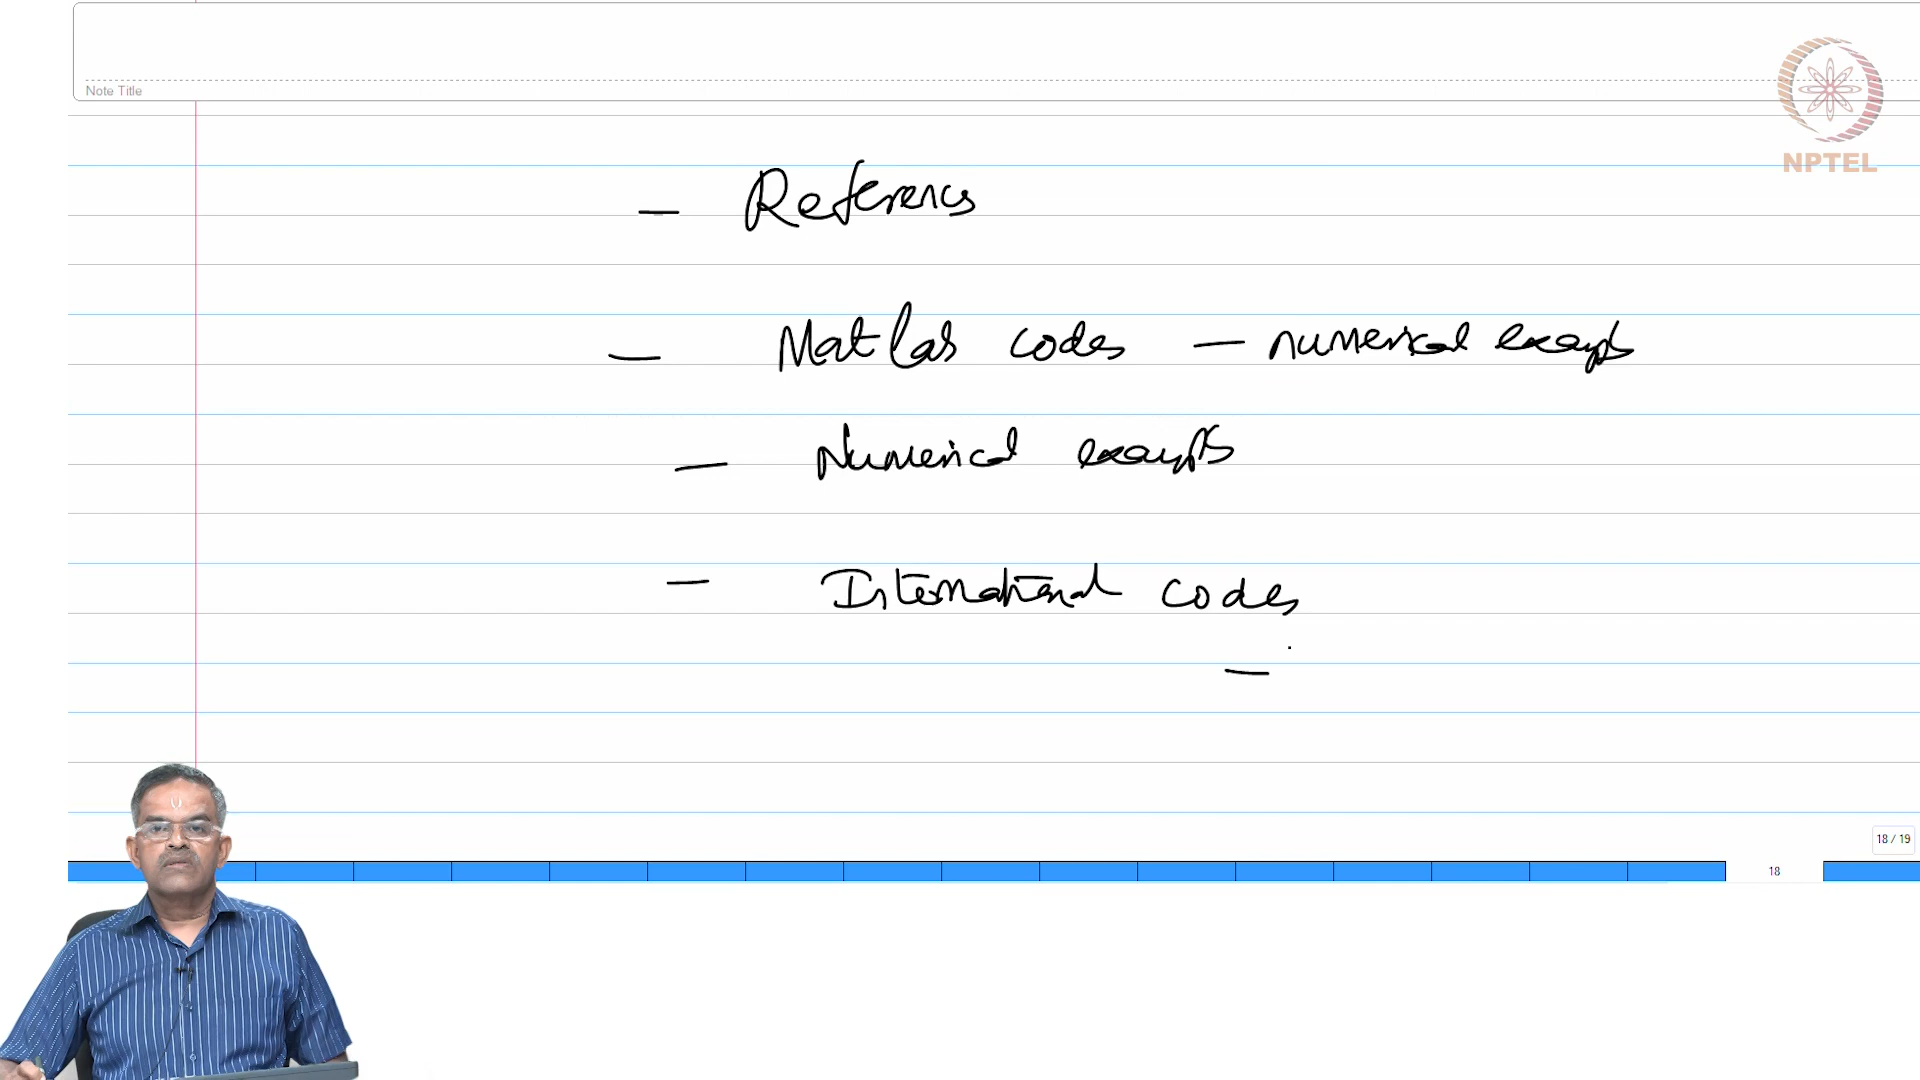 Note Title
NPTEL
- References
- Matlab codes - numerical examples
- Numerical examples
- International codes
-
18 / 19
18